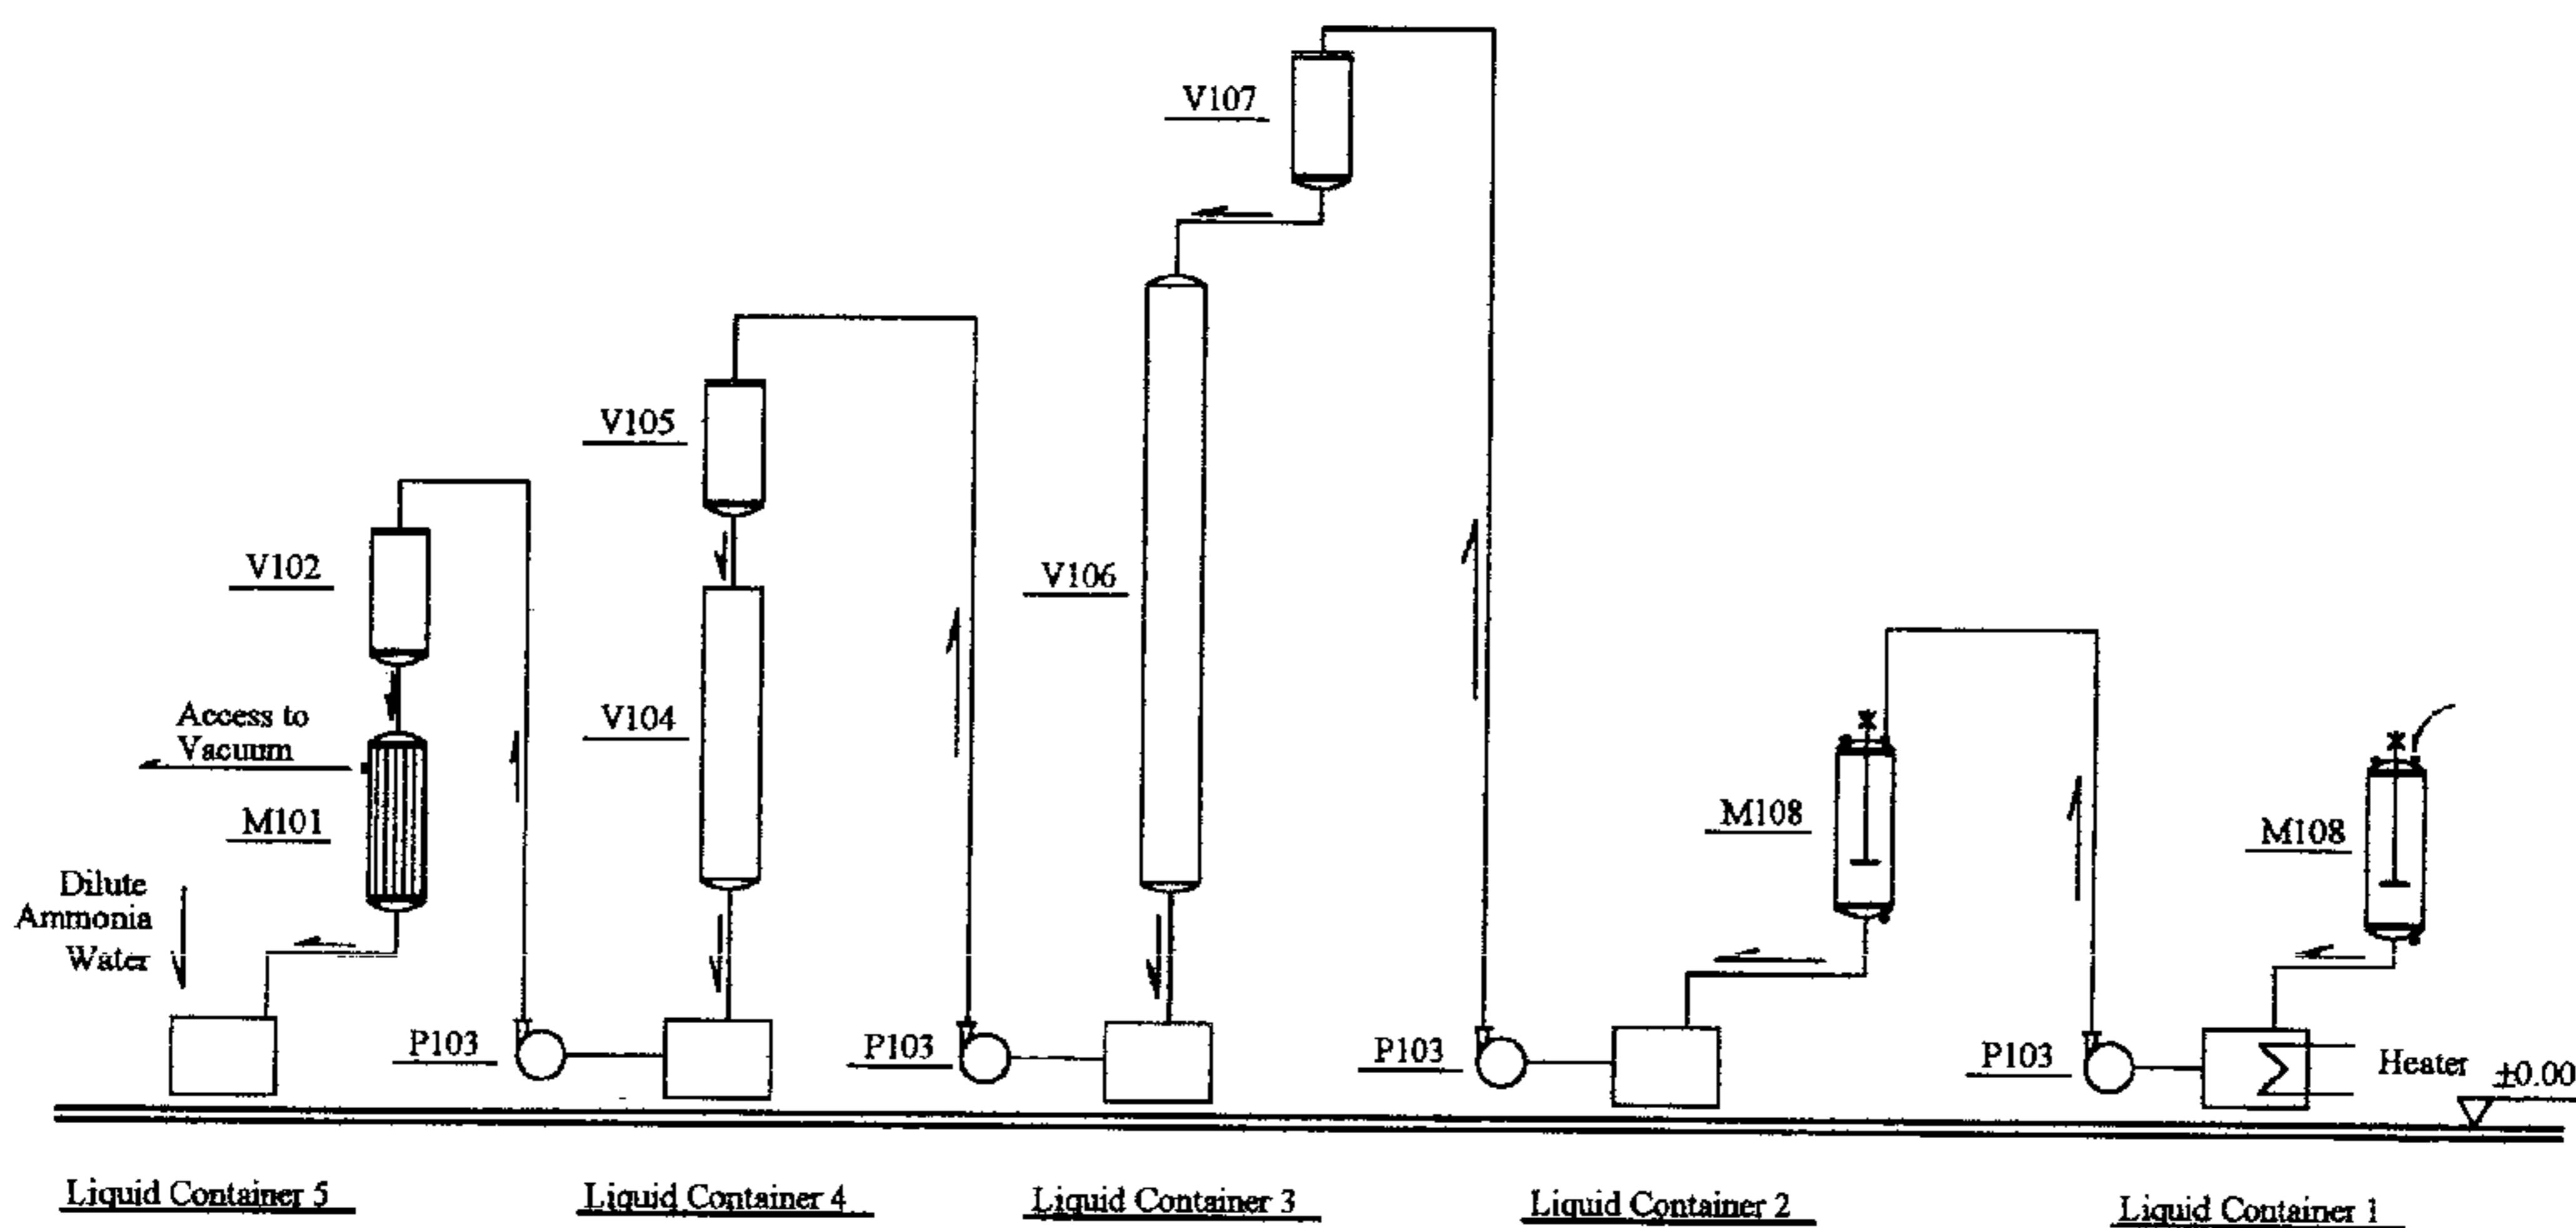 V107
V105
V102
V106
Access to
Vacuum
V104
M101
M108
M108
Dilute
Ammonia
Water
P103
P103
P103
P103
Heater
±0.00
Liquid Container 5
Liquid Container 4
Liquid Container 3
Liquid Container 2
Liquid Container 1